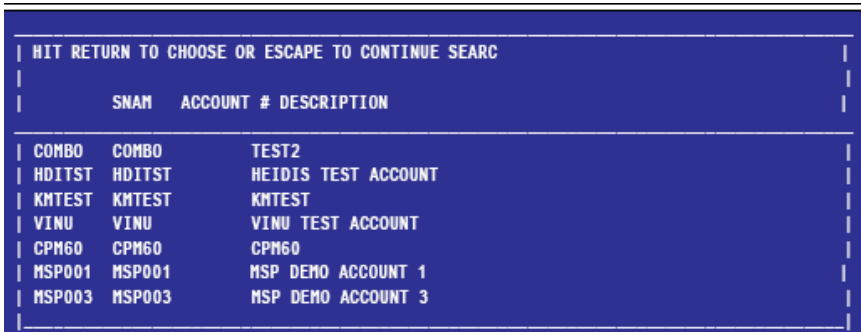 HIT RETURN TO CHOOSE OR ESCAPE TO CONTINUE SEARC
SNAM ACCOUNT # DESCRIPTION
COMBO COMBO TEST2
HDITST HDITST HEIDIS TEST ACCOUNT
KMTEST KMTEST KMTEST
VINU VINU VINU TEST ACCOUNT
CPM60 CPM60 CPM60
MSP001 MSP001 MSP DEMO ACCOUNT 1
MSP003 MSP003 MSP DEMO ACCOUNT 3